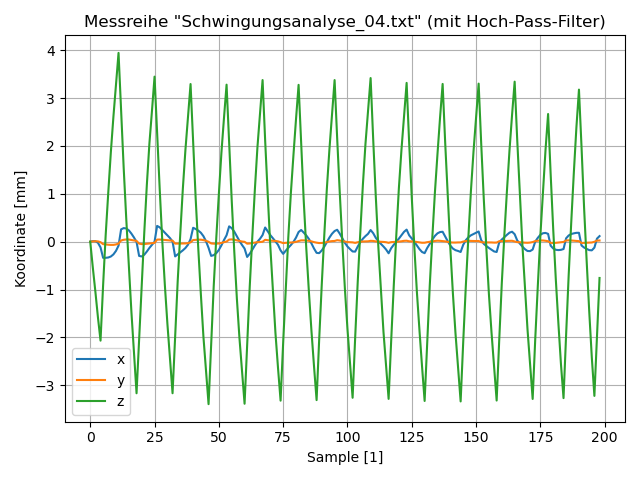 Messreihe "Schwingungsanalyse_04.txt" (mit Hoch-Pass-Filter)
Koordinate [mm]
4
3
2
1
0
−1
−2
−3
x
y
z
0 25 50 75 100 125 150 175 200
Sample [1]